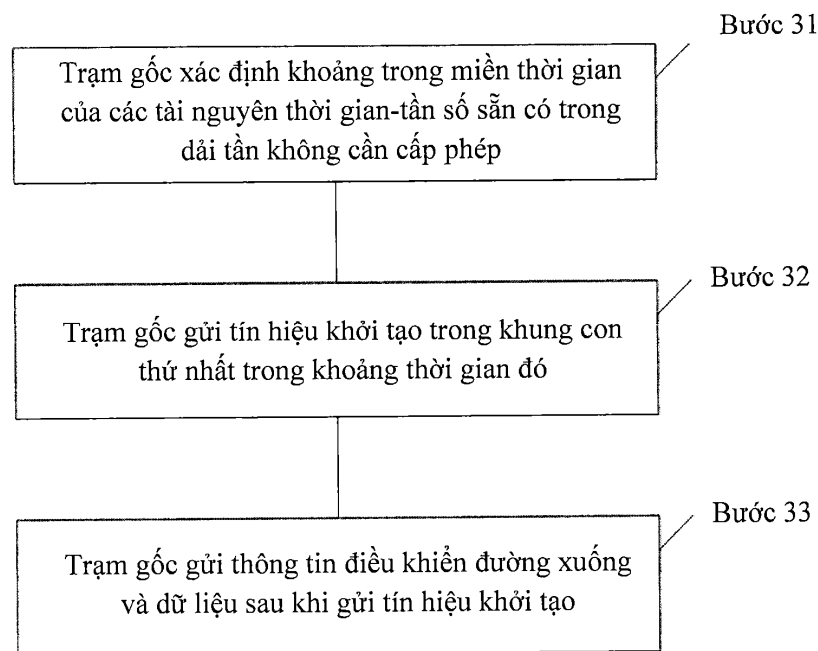 Bước 31
Trạm gốc xác định khoảng trong miền thời gian
của các tài nguyên thời gian-tần số sẵn có trong
dải tần không cần cấp phép
Bước 32
Trạm gốc gửi tín hiệu khởi tạo trong khung con
thứ nhất trong khoảng thời gian đó
Bước 33
Trạm gốc gửi thông tin điều khiển đường xuống
và dữ liệu sau khi gửi tín hiệu khởi tạo